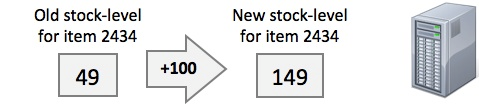 Old stock-level
for item 2434
49
+100
New stock-level
for item 2434
149